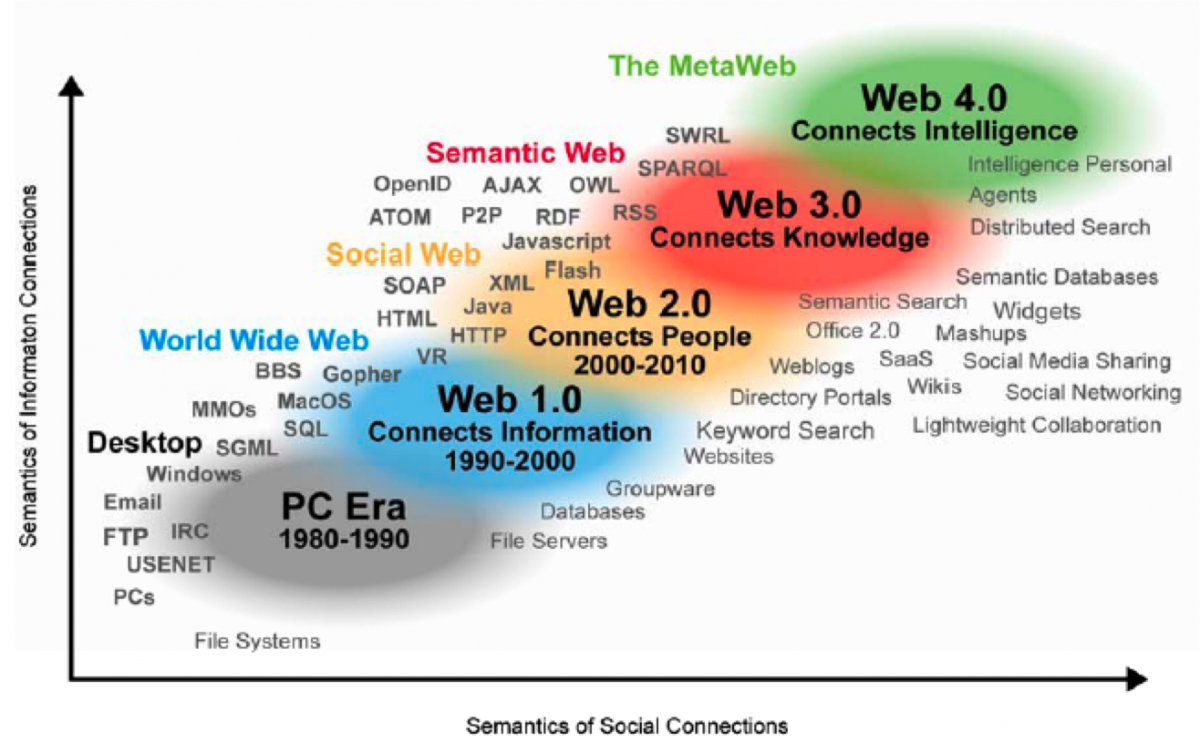 The MetaWeb
Web 4.0
Connects Intelligence
SWRL
Semantic Web
SPARQL
Intelligence Personal
Agents
OpenID AJAX OWL
Web 3.0
Connects Knowledge
ATOM P2P RDF RSS
Distributed Search
Javascript
Social Web
Flash
Semantic Databases
SOAP XML
Web 2.0
Connects People
2000-2010
Semantic Search
Widgets
Java
HTML
HTTP
Office 2.0 Mashups
World Wide Web
VR
Weblogs SaaS Social Media Sharing
BBS Gopher
Wikis Social Networking
Web 1.0
Connects Information
1990-2000
Directory Portals
MMOs MacOS
SQL
Keyword Search Lightweight Collaboration
Desktop SGML
Websites
Windows
Groupware
Email
PC Era
1980-1990
Databases
FTP IRC
File Servers
USENET
PCs
File Systems
Semantics of Informaton Connections
Semantics of Social Connections